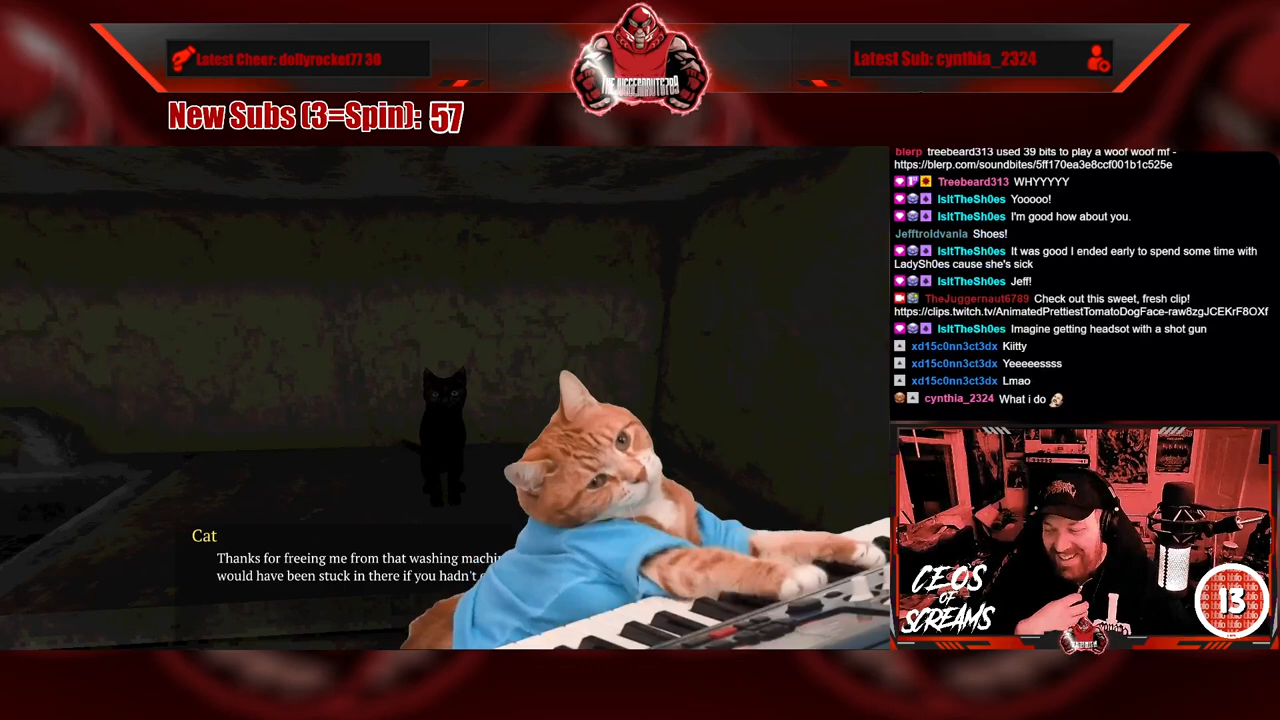 Latest Cheer: dollyrocket77 30
THEJUGGERNAUT6789
Latest Sub: cynthia_2324
New Subs (3=Spin): 57
blerp treebeard313 used 39 bits to play a woof woof mf -
https://blerp.com/soundbites/5ff170ea3e8ccf001b1c525e
Treebeard313 WHYYYYY
IsItTheSh0es Yooooo!
IsItTheSh0es I'm good how about you.
Jefftroldvania Shoes!
IsItTheSh0es It was good I ended early to spend some time with
LadySh0es cause she's sick
IsItTheSh0es Jeff!
TheJuggernaut6789 Check out this sweet, fresh clip!
https://clips.twitch.tv/AnimatedPrettiestTomatoDogFace-raw8zgJCEKrF8OXf
IsItTheSh0es Imagine getting headsot with a shot gun
xd15c0nn3ct3dx Kiitty
xd15c0nn3ct3dx Yeeeeessss
xd15c0nn3ct3dx Lmao
cynthia_2324 What i do
Cat
Thanks for freeing me from that washing machin
would have been stuck in there if you hadn't
CEOS
OF
SCREAMS
13